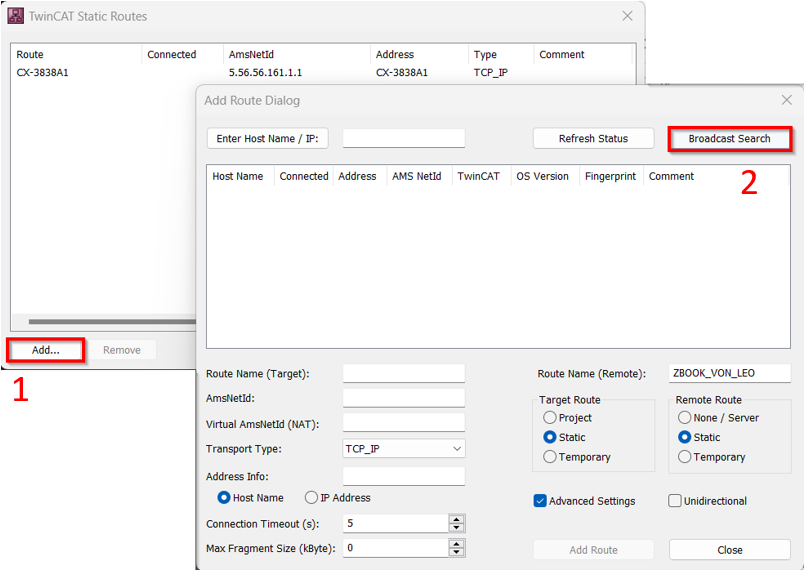 TwinCAT Static Routes
Route Connected AmsNetId Address Type Comment
CX-3838A1 5.56.56.161.1.1 CX-3838A1 TCP_IP
Add... Remove
1
Add Route Dialog
Enter Host Name / IP: Refresh Status Broadcast Search
2
Host Name Connected Address AMS NetId TwinCAT OS Version Fingerprint Comment
Route Name (Target): Route Name (Remote): ZBOOK_VON_LEO
AmsNetId: Target Route Remote Route
Project None / Server
Virtual AmsNetId (NAT):
Static Static
Transport Type: TCP_IP
Temporary Temporary
Address Info:
Host Name IP Address Advanced Settings Unidirectional
Connection Timeout (s): 5
Max Fragment Size (kByte): 0 Add Route Close